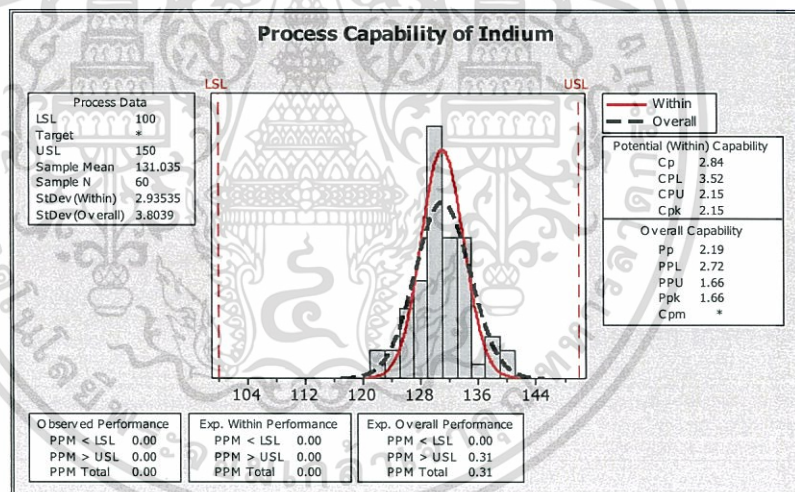 Process Capability of Indium
LSL
USL
Process Data
LSL 100
Target *
USL 150
Sample Mean 131.035
Sample N 60
StDev(Within) 2.93535
StDev(Overall) 3.8039
Within
Overall
Potential (Within) Capability
Cp 2.84
CPL 3.52
CPU 2.15
Cpk 2.15
Overall Capability
Pp 2.19
PPL 2.72
PPU 1.66
Ppk 1.66
Cpm *
104 112 120 128 136 144
Observed Performance
PPM < LSL 0.00
PPM > USL 0.00
PPM Total 0.00
Exp. Within Performance
PPM < LSL 0.00
PPM > USL 0.00
PPM Total 0.00
Exp. Overall Performance
PPM < LSL 0.00
PPM > USL 0.31
PPM Total 0.31